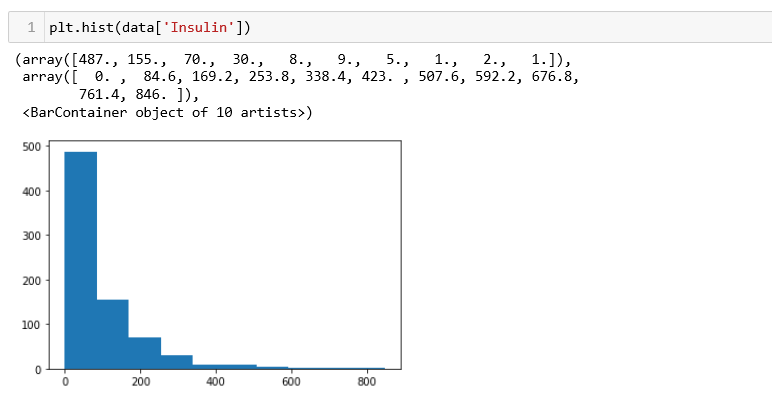 1 plt.hist(data['Insulin'])
(array([487., 155., 70., 30., 8., 9., 5., 1., 2., 1.]),
array([ 0. , 84.6, 169.2, 253.8, 338.4, 423. , 507.6, 592.2, 676.8,
761.4, 846. ]),
<BarContainer object of 10 artists>)
500
400
300
200
100
0
0 200 400 600 800